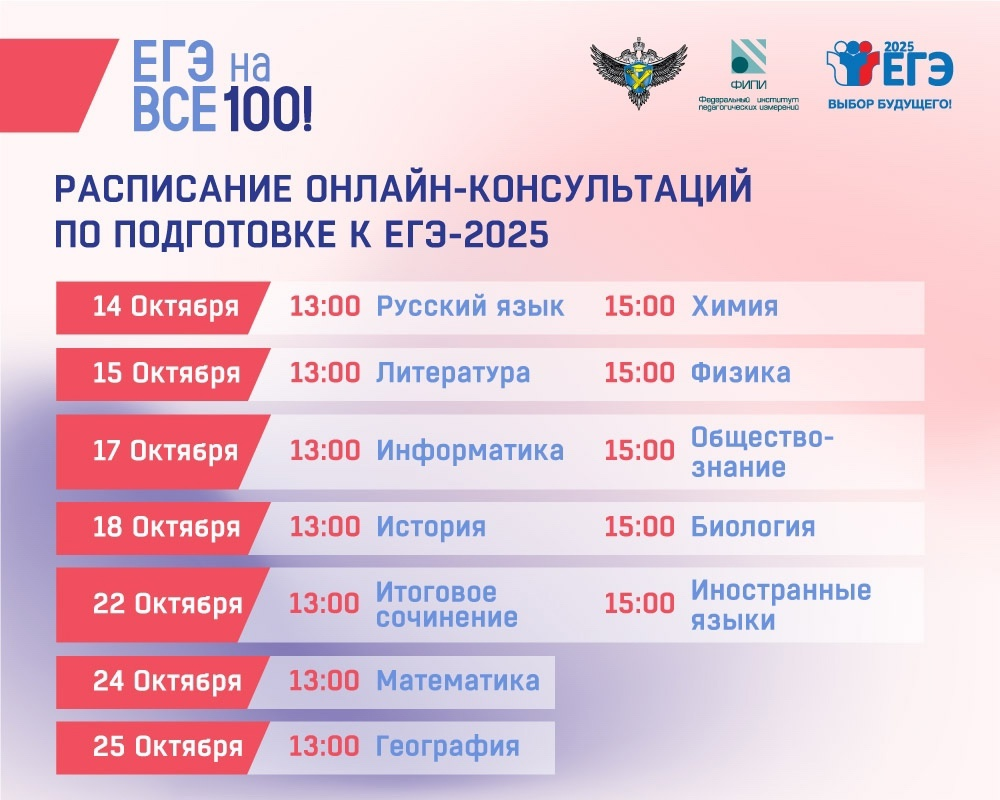 ЕГЭ на
ВСЕ 100!
ФИПИ
Федеральный институт
педагогических измерений
2025
ЕГЭ
ВЫБОР БУДУЩЕГО!
РАСПИСАНИЕ ОНЛАЙН-КОНСУЛЬТАЦИЙ
ПО ПОДГОТОВКЕ К ЕГЭ-2025
14 Октября 13:00 Русский язык 15:00 Химия
15 Октября 13:00 Литература 15:00 Физика
17 Октября 13:00 Информатика 15:00 Общество-
знание
18 Октября 13:00 История 15:00 Биология
22 Октября 13:00 Итоговое
сочинение
15:00 Иностранные
языки
24 Октября 13:00 Математика
25 Октября 13:00 География